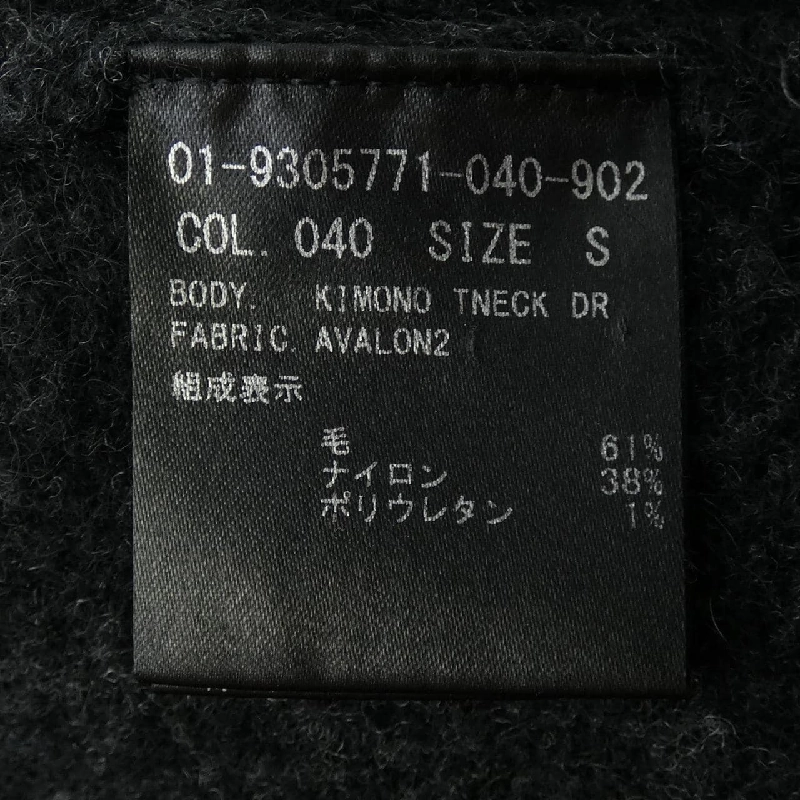 01-9305771-040-902
COL. 040 SIZE S
BODY. KIMONO TNECK DR
FABRIC. AVALON2
組成表示
毛 61%
ナイロン 38%
ポリウレタン 1%